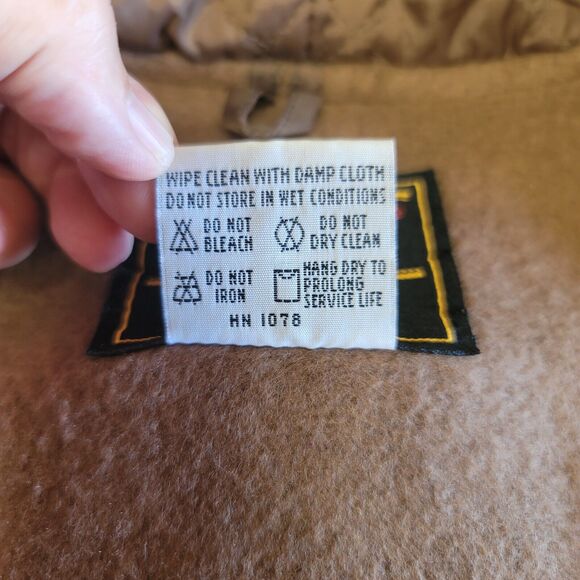 WIPE CLEAN WITH DAMP CLOTH
DO NOT STORE IN WET CONDITIONS
DO NOT
BLEACH
DO NOT
DRY CLEAN
DO NOT
IRON
HANG DRY TO
PROLONG
SERVICE LIFE
HN 1078